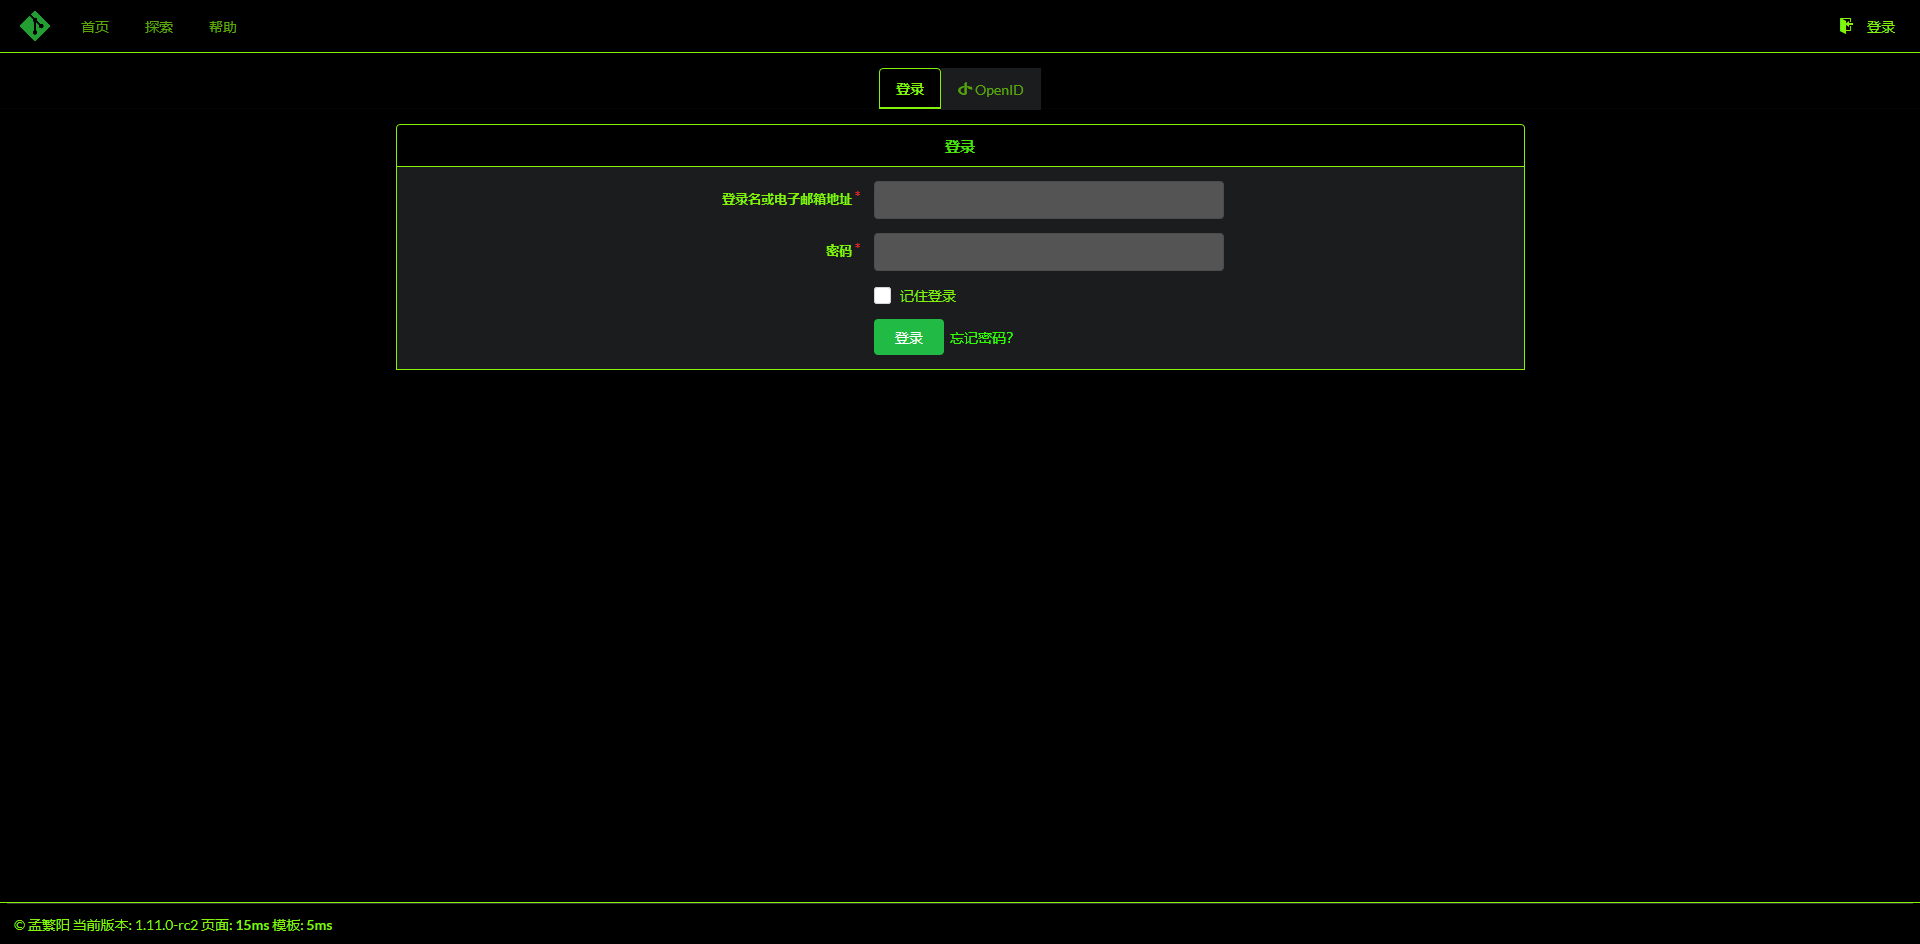 首页 探索 帮助 登录
登录 OpenID
登录
登录名或电子邮箱地址*
密码*
记住登录
登录 忘记密码?
© 孟繁阳 当前版本: 1.11.0-rc2 页面: 15ms 模板: 5ms